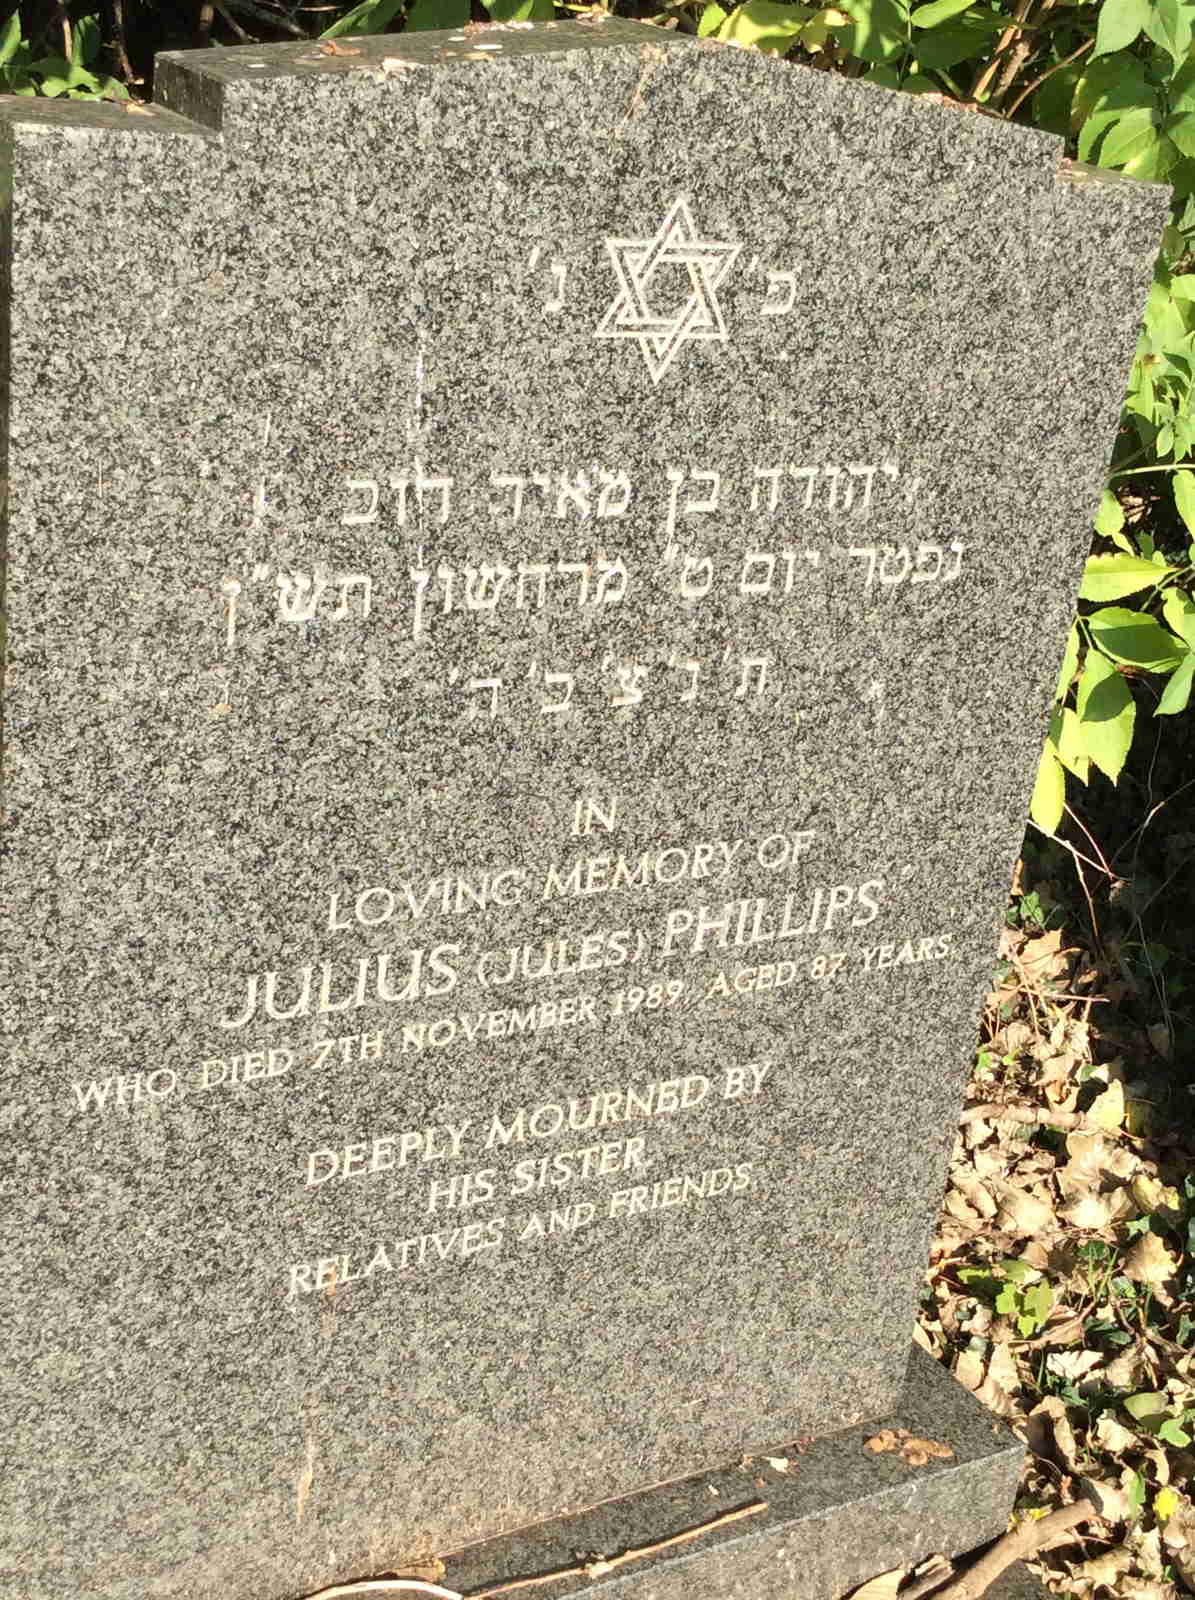 פ' נ'
יהודה בן מאיר דוב
נפטר יום ט' מרחשון תש"ן
ת' נ' צ' ב' ה'
IN
LOVING MEMORY OF
JULIUS (JULES) PHILLIPS
WHO DIED 7TH NOVEMBER 1989, AGED 87 YEARS.
DEEPLY MOURNED BY
HIS SISTER
RELATIVES AND FRIENDS